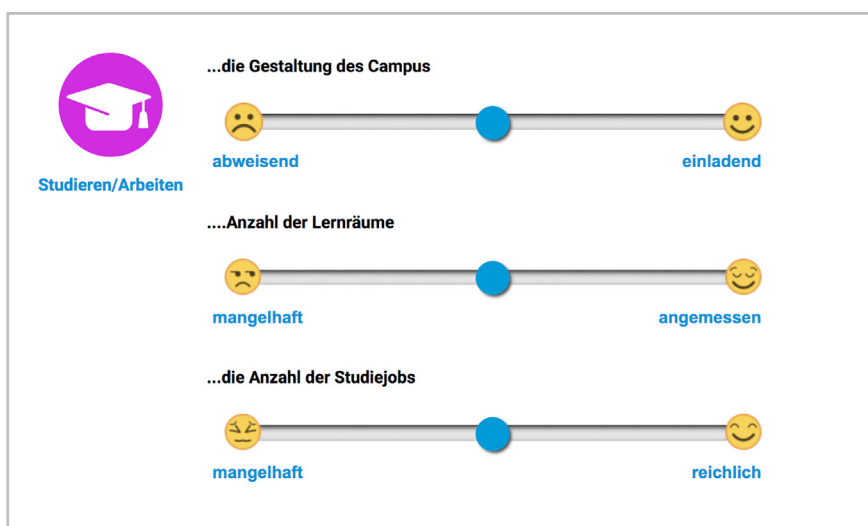 ...die Gestaltung des Campus
abweisend einladend
Studieren/Arbeiten
....Anzahl der Lernräume
mangelhaft angemessen
...die Anzahl der Studiejobs
mangelhaft reichlich